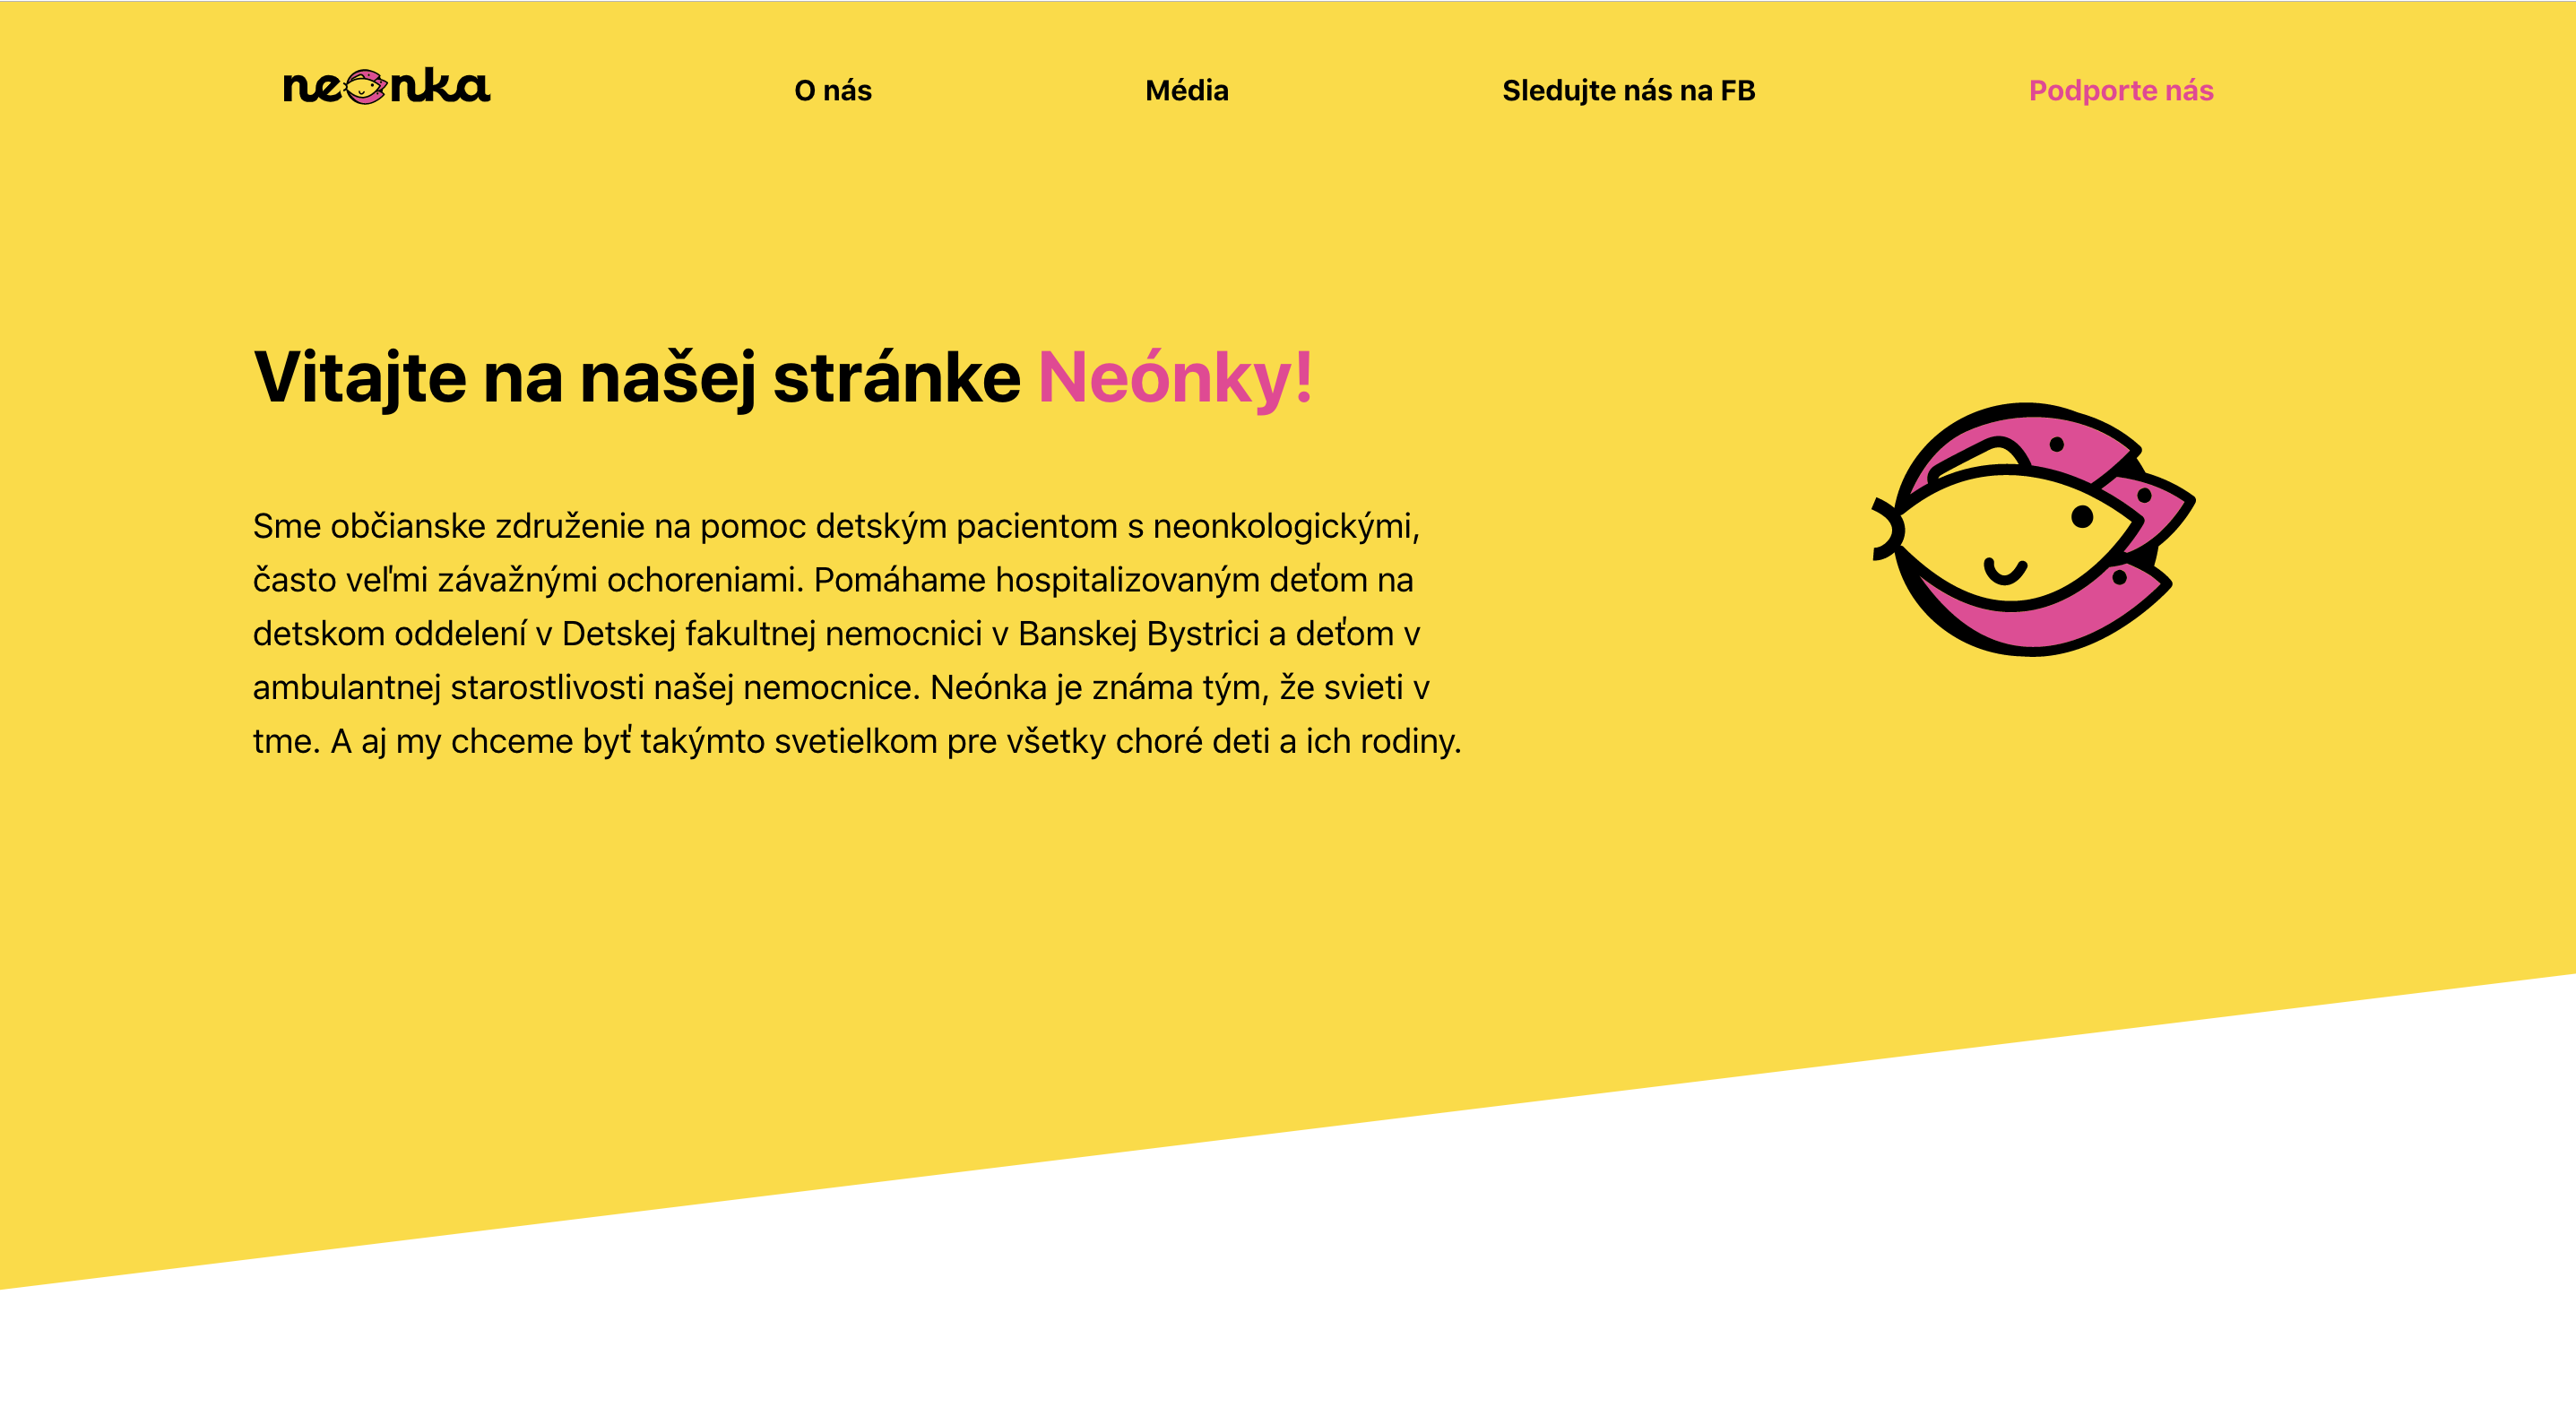 neonka
O nás
Média
Sledujte nás na FB
Podporte nás
Vitajte na našej stránke Neónky!
Sme občianske združenie na pomoc detským pacientom s neonkologickými,
často veľmi závažnými ochoreniami. Pomáhame hospitalizovaným deťom na
detskom oddelení v Detskej fakultnej nemocnici v Banskej Bystrici a deťom v
ambulantnej starostlivosti našej nemocnice. Neónka je známa tým, že svieti v
tme. A aj my chceme byť takýmto svetielkom pre všetky choré deti a ich rodiny.